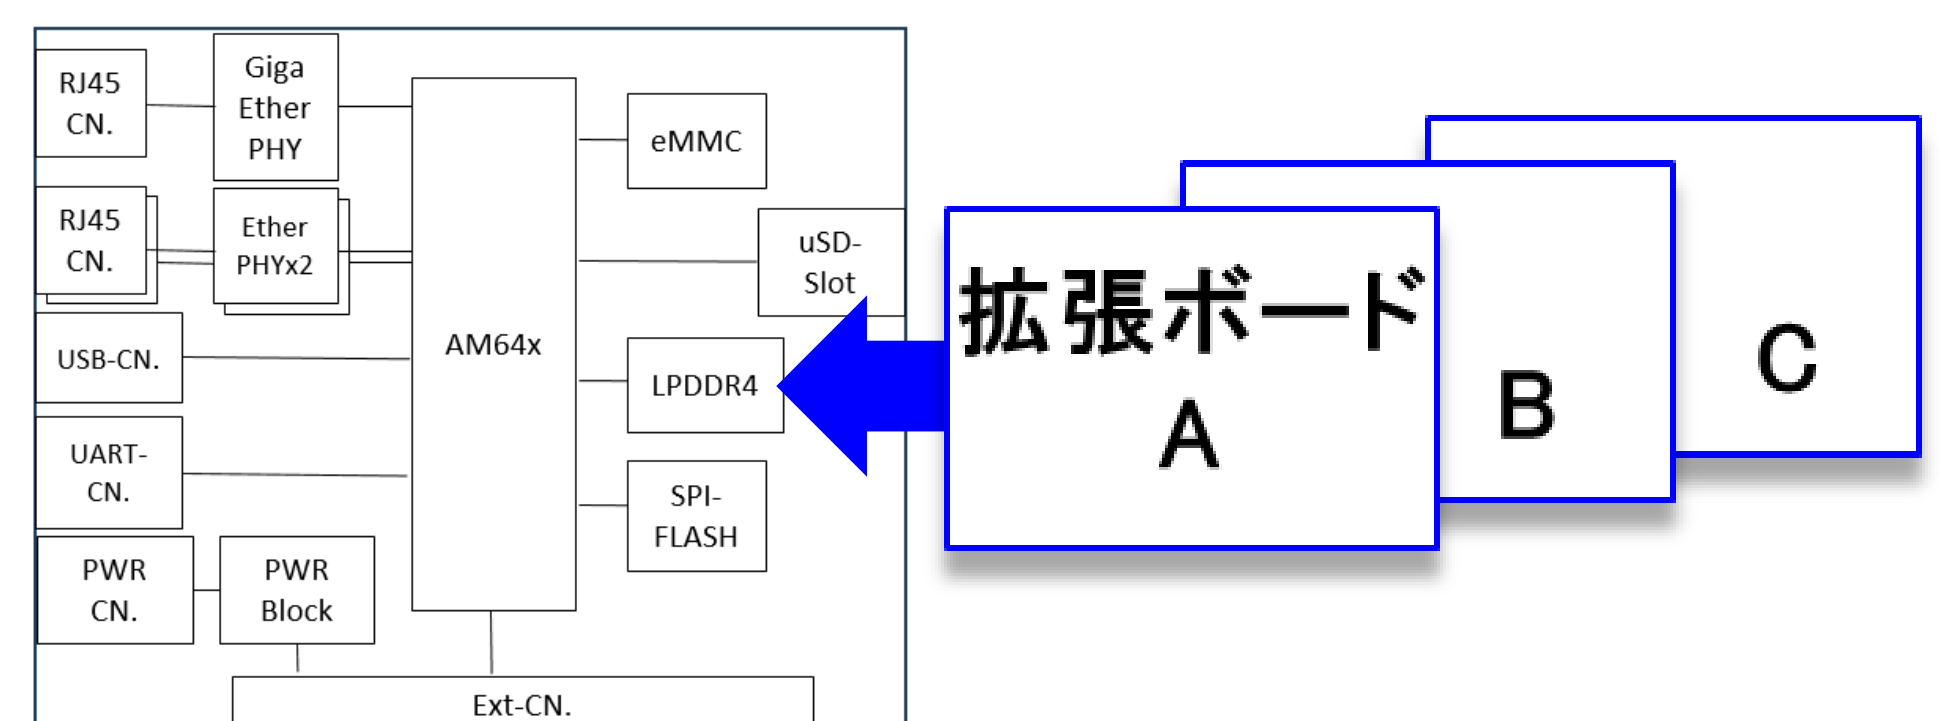 RJ45
CN.
Giga
Ether
PHY
RJ45
CN.
Ether
PHYx2
USB-CN.
UART-
CN.
PWR
CN.
PWR
Block
AM64x
eMMC
uSD-
Slot
LPDDR4
SPI-
FLASH
Ext-CN.
拡張ボード
A
B
C